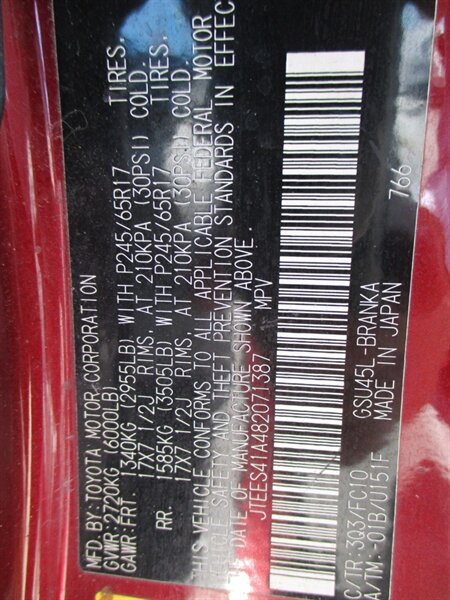 MFD.BY:TOYOTA MOTOR CORPORATION
GVWR:2720KG(6000LB)
GAWR:FRT. 1340KG (2955LB) WITH P245/65R17 TIRES,
17X7 1/2J RIMS, AT 210KPA (30PSI) COLD.
RR. 1585KG (3505LB) WITH P245/65R17 TIRES,
17X7 1/2J RIMS, AT 210KPA (30PSI) COLD.
VEHICLE CONFORMS TO ALL APPLICABLE FEDERAL MOTOR
VEHICLE SAFETY AND THEFT PREVENTION STANDARDS IN EFFEC
THE DATE OF MANUFACTURE SHOWN ABOVE.
JTEES41A482071387 MPV
C/TR:3Q3/FC10 GSU45L-BRANKA
A/TM:-01B/U151F MADE IN JAPAN 766